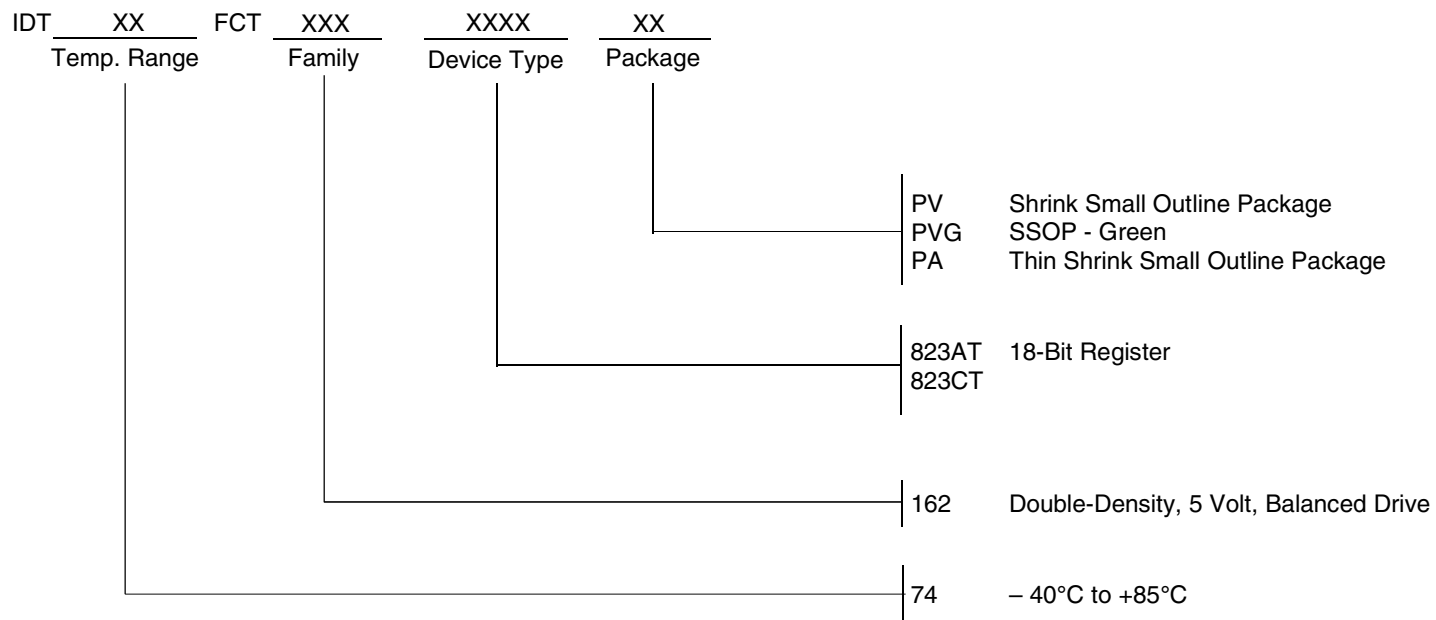 IDT XX FCT XXX XXXX XX
Temp. Range Family Device Type Package
PV Shrink Small Outline Package
PVG SSOP - Green
PA Thin Shrink Small Outline Package
823AT 18-Bit Register
823CT
162 Double-Density, 5 Volt, Balanced Drive
74 – 40°C to +85°C